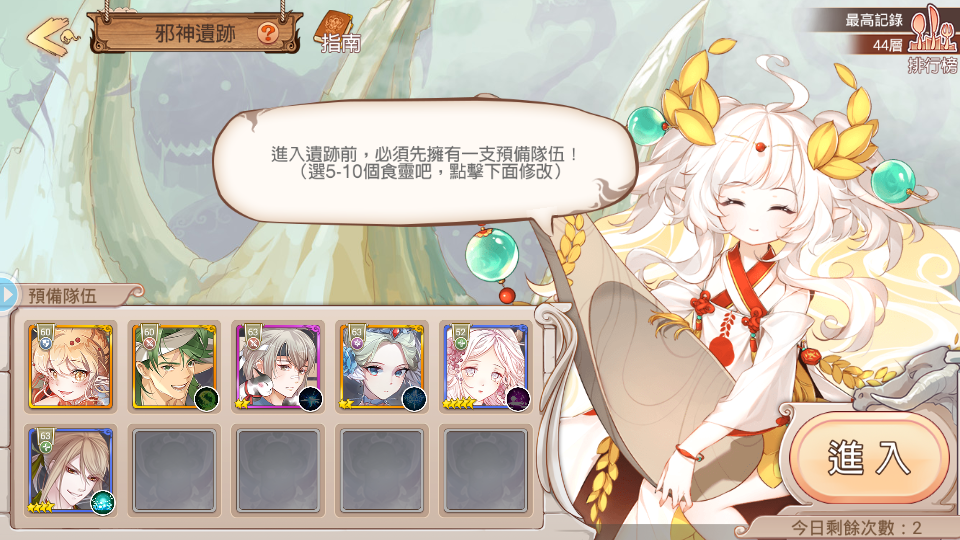 邪神遺跡
?
指南
最高記錄
44層
排行榜
進入遺跡前，必須先擁有一支預備隊伍！
（選5-10個食靈吧，點擊下面修改）
預備隊伍
60
60
63
63
52
63
進入
今日剩餘次數：2